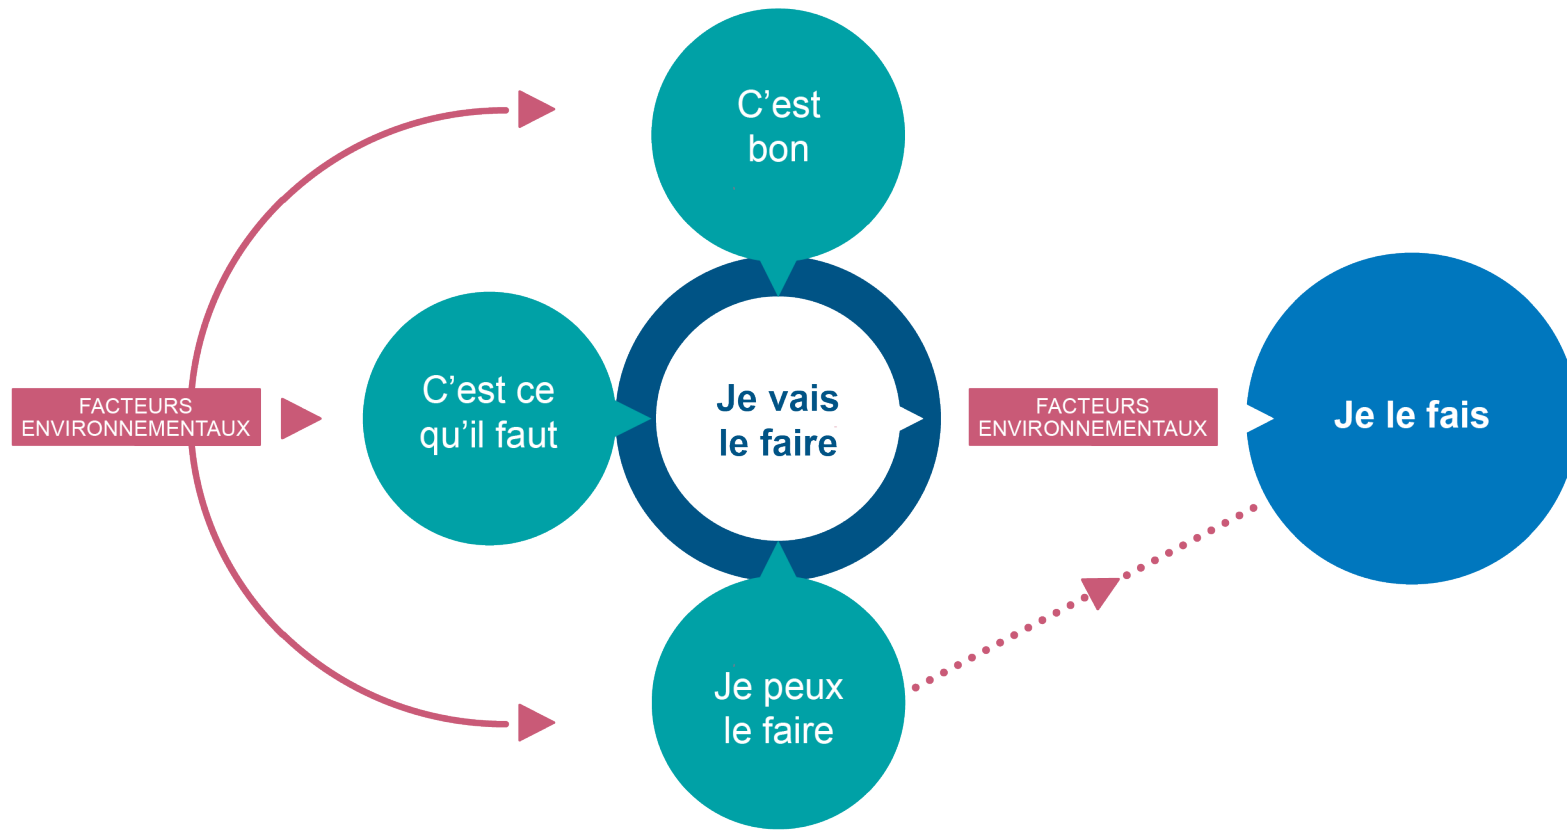 C’est
bon
FACTEURS
ENVIRONNEMENTAUX
C’est ce
qu’il faut
Je vais
le faire
FACTEURS
ENVIRONNEMENTAUX
Je le fais
Je peux
le faire